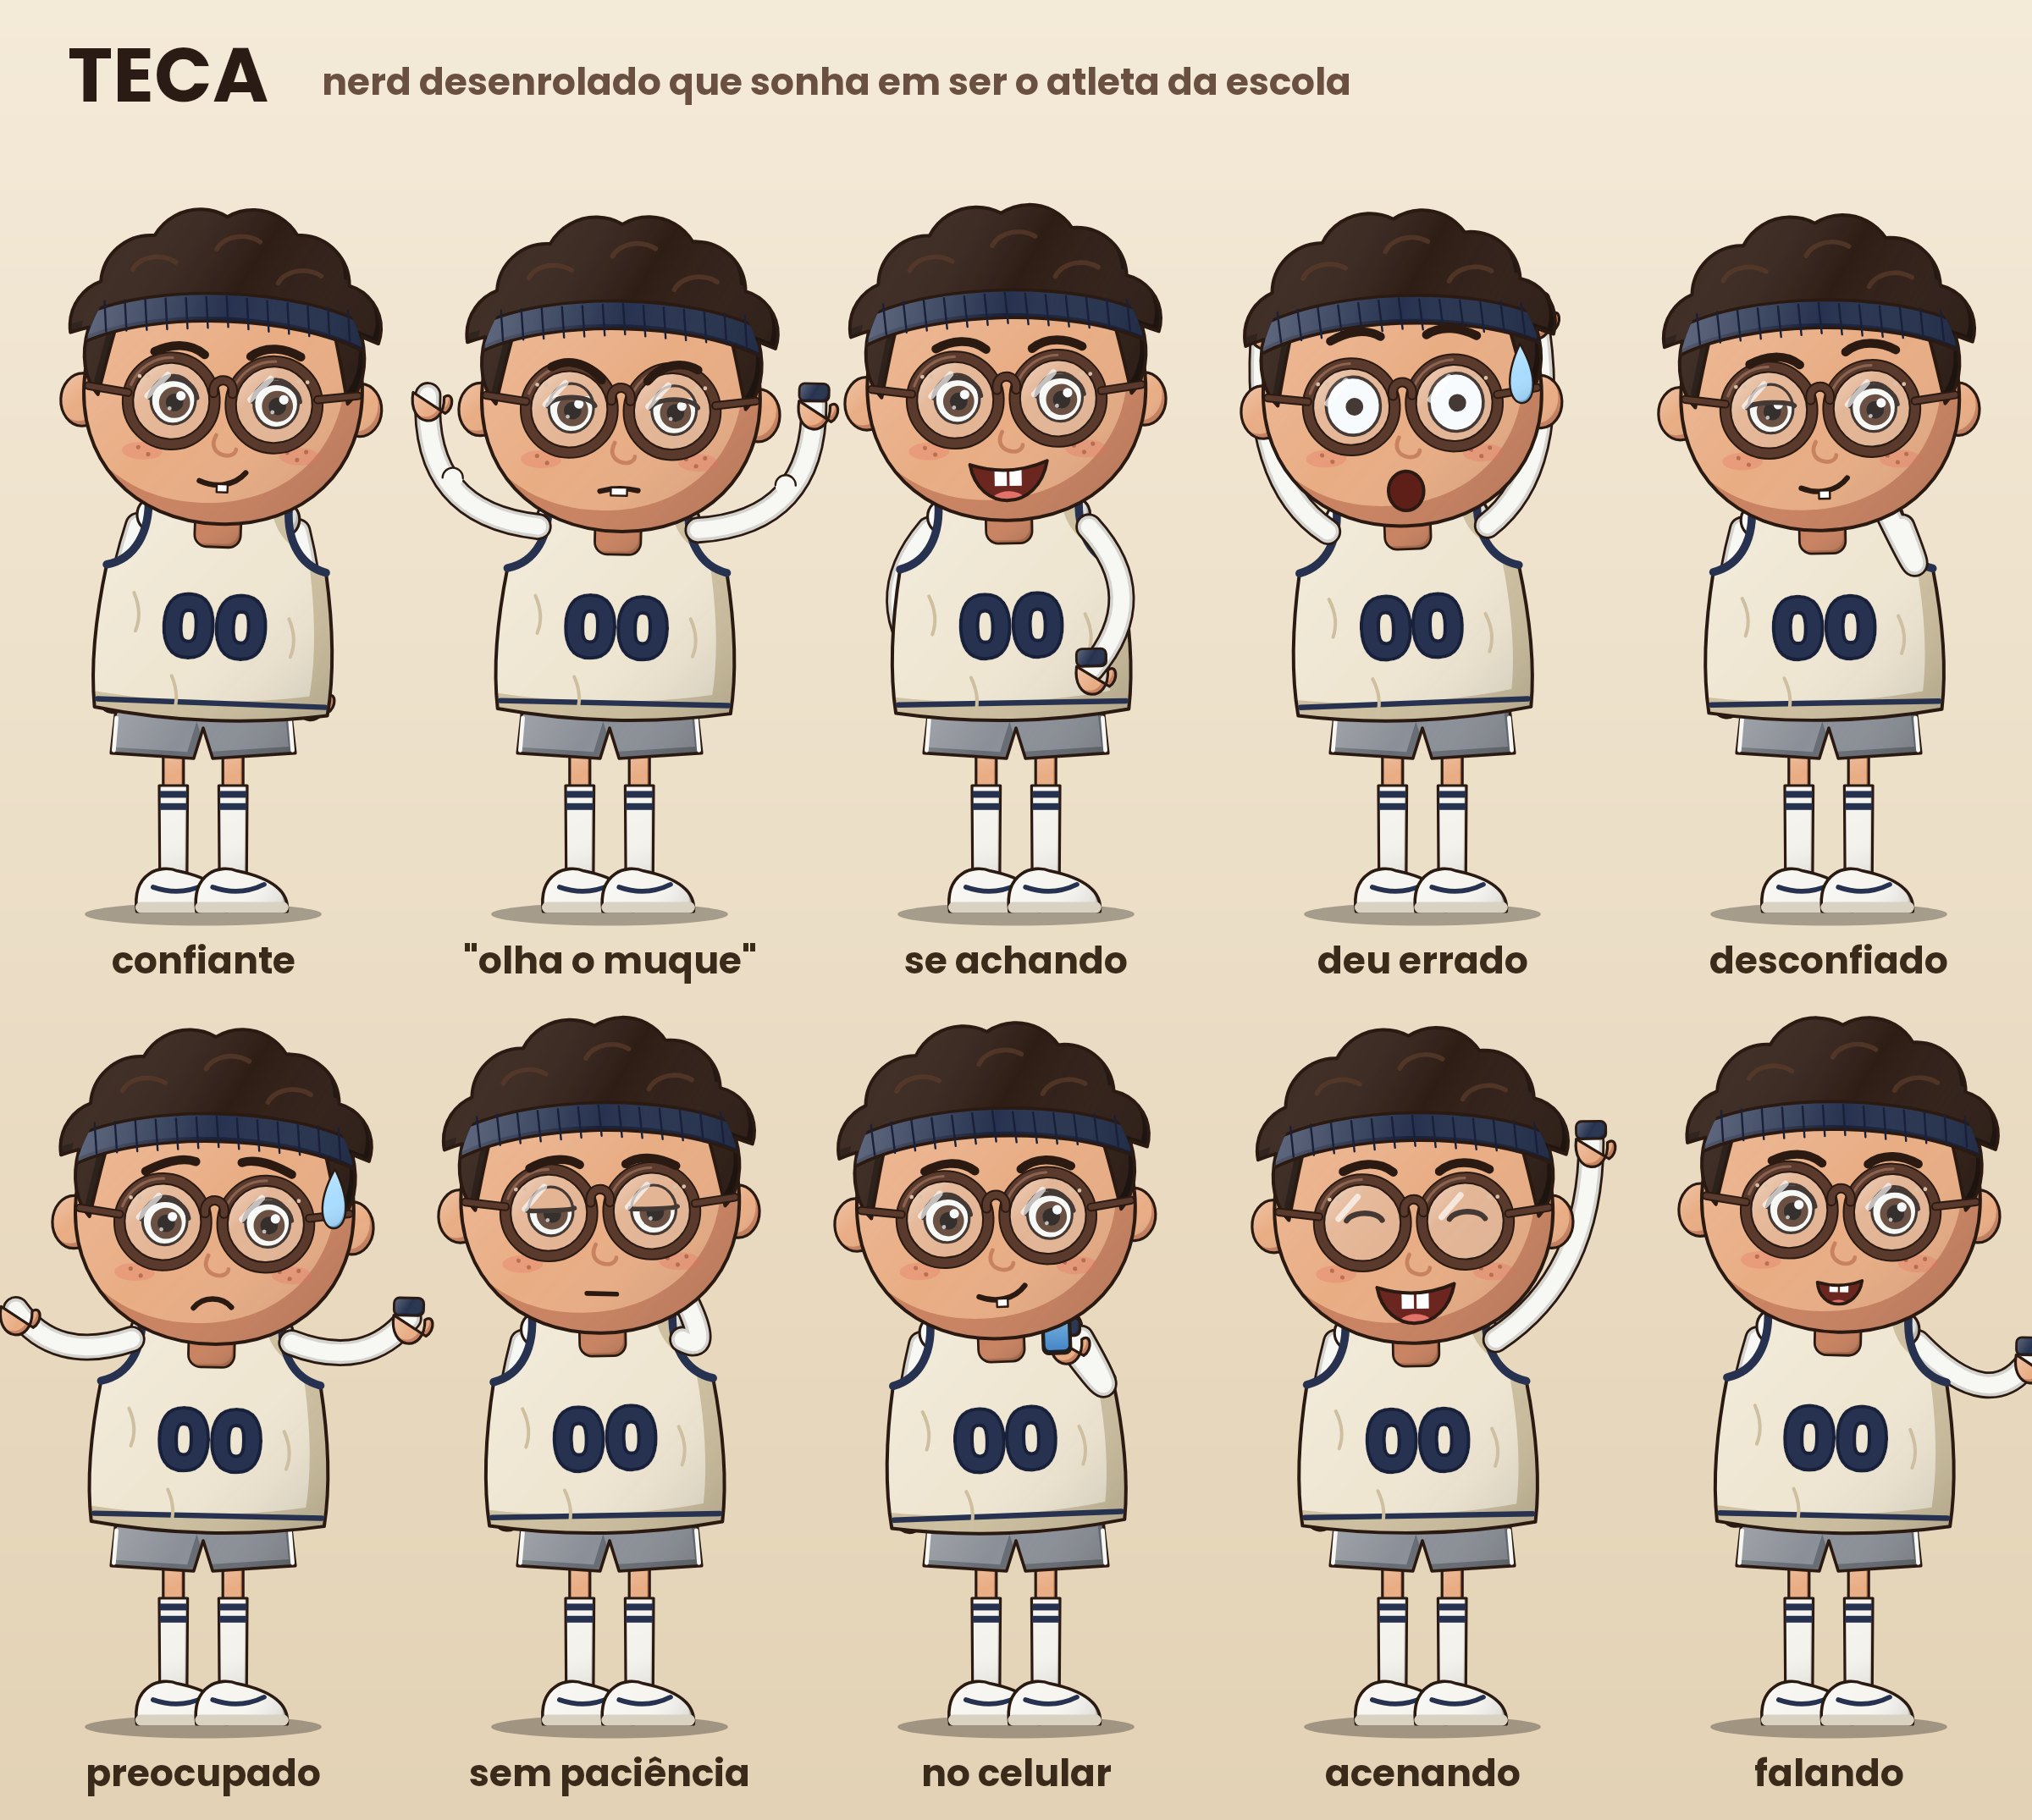 TECA nerd desenrolado que sonha em ser o atleta da escola
00 00 00 00 00
confiante "olha o muque" se achando deu errado desconfiado
00 00 00 00 00
preocupado sem paciência no celular acenando falando